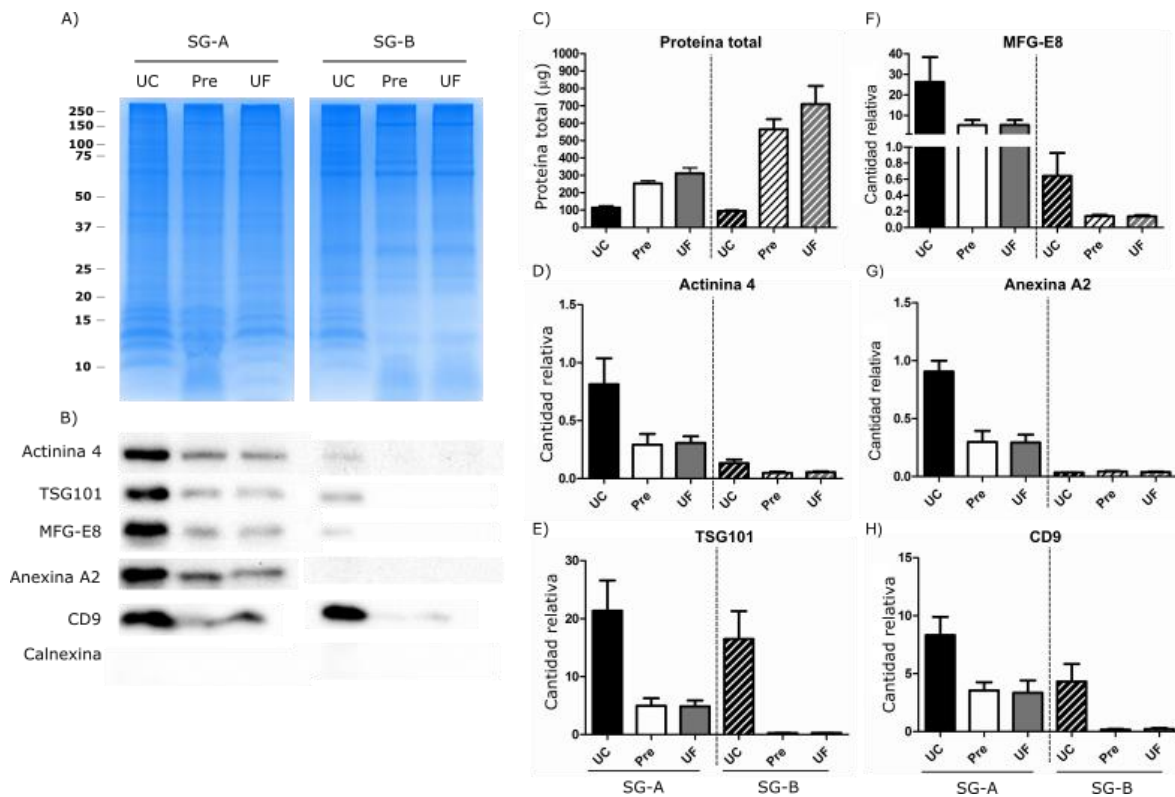 A)
SG-A SG-B
UC Pre UF UC Pre UF
250
150
100
75
50
37
25
20
15
10
B)
Actinina 4
TSG101
MFG-E8
Anexina A2
CD9
Calnexina
C)
Proteína total
Proteína total (µg)
1000
900
800
700
600
500
400
300
200
100
0
UC Pre UF UC Pre UF
D)
Actinina 4
Cantidad relativa
1.5
1.0
0.5
0.0
UC Pre UF UC Pre UF
E)
TSG101
Cantidad relativa
30
20
10
0
UC Pre UF UC Pre UF
SG-A SG-B
F)
MFG-E8
Cantidad relativa
40
30
20
10
1.0
0.8
0.6
0.4
0.2
0.0
UC Pre UF UC Pre UF
G)
Anexina A2
Cantidad relativa
1.5
1.0
0.5
0.0
UC Pre UF UC Pre UF
H)
CD9
Cantidad relativa
15
10
5
0
UC Pre UF UC Pre UF
SG-A SG-B